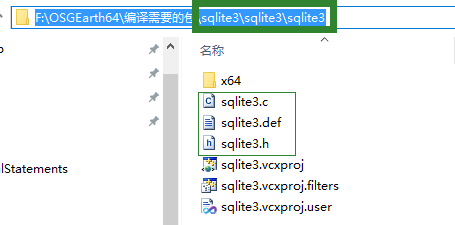 F:\OSGEarth64\编译需要的包\sqlite3\sqlite3\sqlite3
名称
x64
sqlite3.c
sqlite3.def
sqlite3.h
sqlite3.vcxproj
alStatements
sqlite3.vcxproj.filters
sqlite3.vcxproj.user